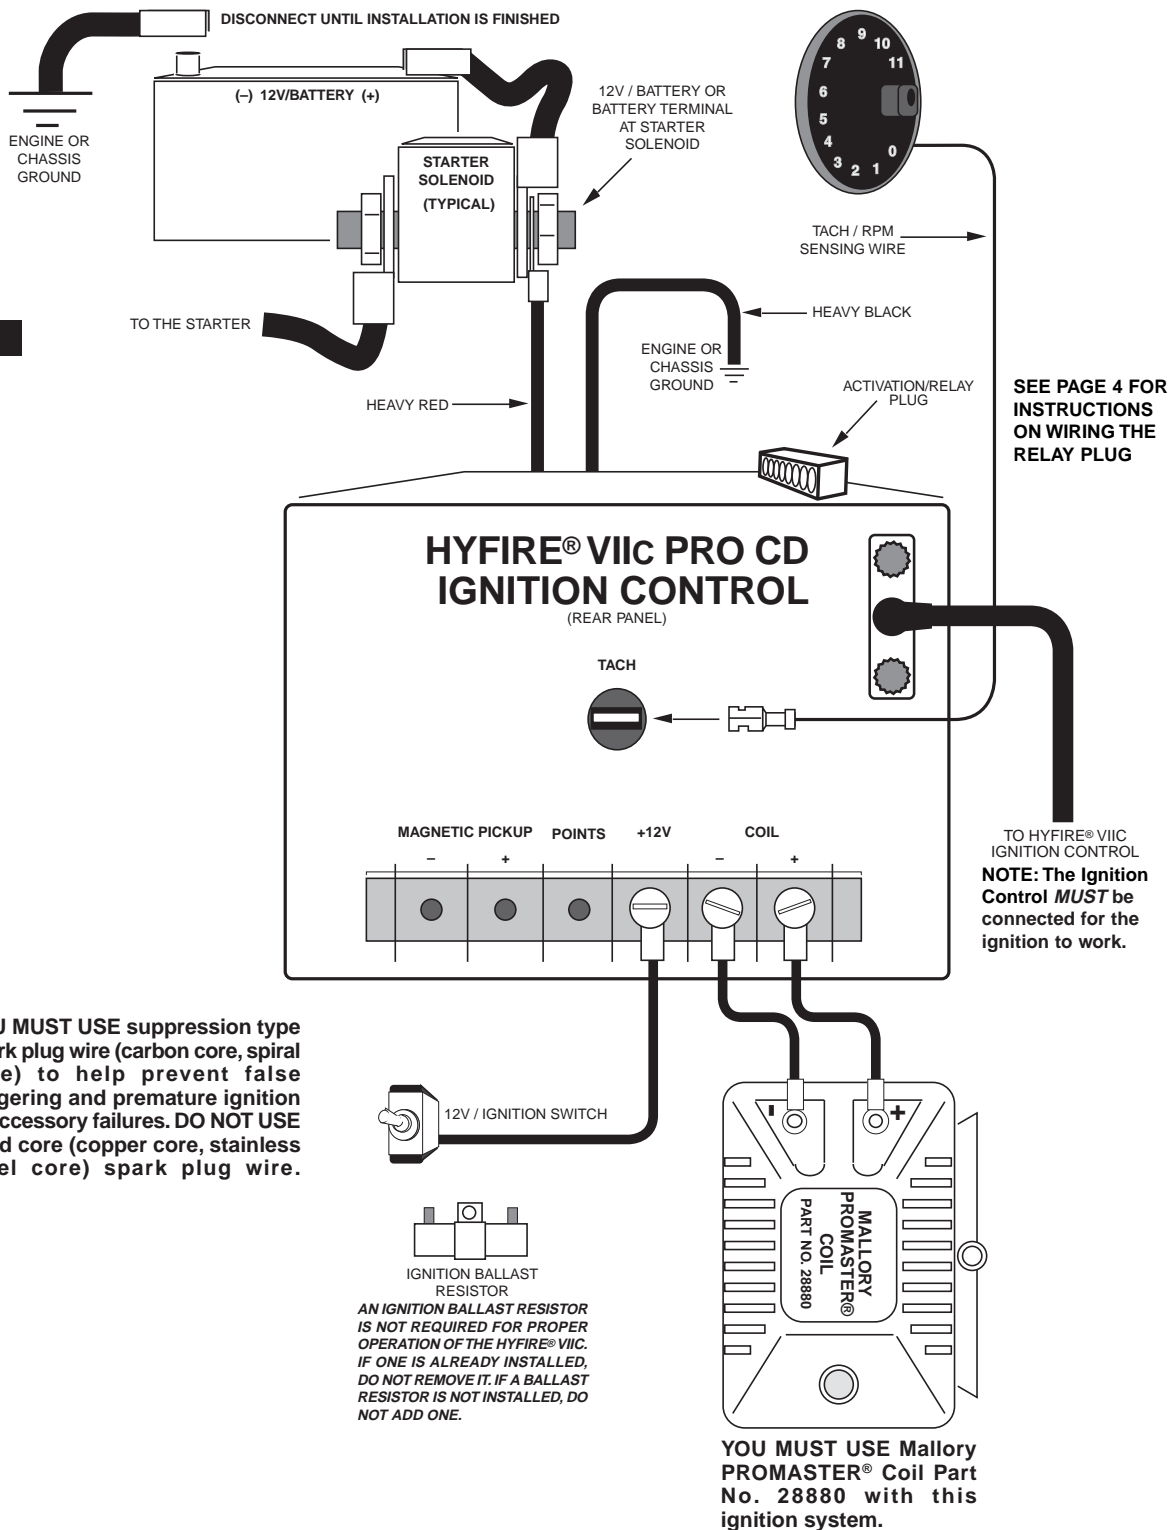 DISCONNECT UNTIL INSTALLATION IS FINISHED
(–) 12V/BATTERY (+)
ENGINE OR
CHASSIS
GROUND
12V / BATTERY OR
BATTERY TERMINAL
AT STARTER
SOLENOID
STARTER
SOLENOID
(TYPICAL)
0
1
2
3
4
5
6
7
8
9
10
11
TACH / RPM
SENSING WIRE
TO THE STARTER
HEAVY BLACK
ENGINE OR
CHASSIS
GROUND
HEAVY RED
ACTIVATION/RELAY
PLUG
SEE PAGE 4 FOR
INSTRUCTIONS
ON WIRING THE
RELAY PLUG
HYFIRE® VIIC PRO CD
IGNITION CONTROL
(REAR PANEL)
TACH
MAGNETIC PICKUP POINTS +12V COIL
– + – +
TO HYFIRE® VIIC
IGNITION CONTROL
NOTE: The Ignition
Control MUST be
connected for the
ignition to work.
U MUST USE suppression type
rk plug wire (carbon core, spiral
e) to help prevent false
gering and premature ignition
ccessory failures. DO NOT USE
d core (copper core, stainless
el core) spark plug wire.
12V / IGNITION SWITCH
IGNITION BALLAST
RESISTOR
AN IGNITION BALLAST RESISTOR
IS NOT REQUIRED FOR PROPER
OPERATION OF THE HYFIRE® VIIC.
IF ONE IS ALREADY INSTALLED,
DO NOT REMOVE IT. IF A BALLAST
RESISTOR IS NOT INSTALLED, DO
NOT ADD ONE.
- +
MALLORY
PROMASTER®
COIL
PART NO. 28880
YOU MUST USE Mallory
PROMASTER® Coil Part
No. 28880 with this
ignition system.